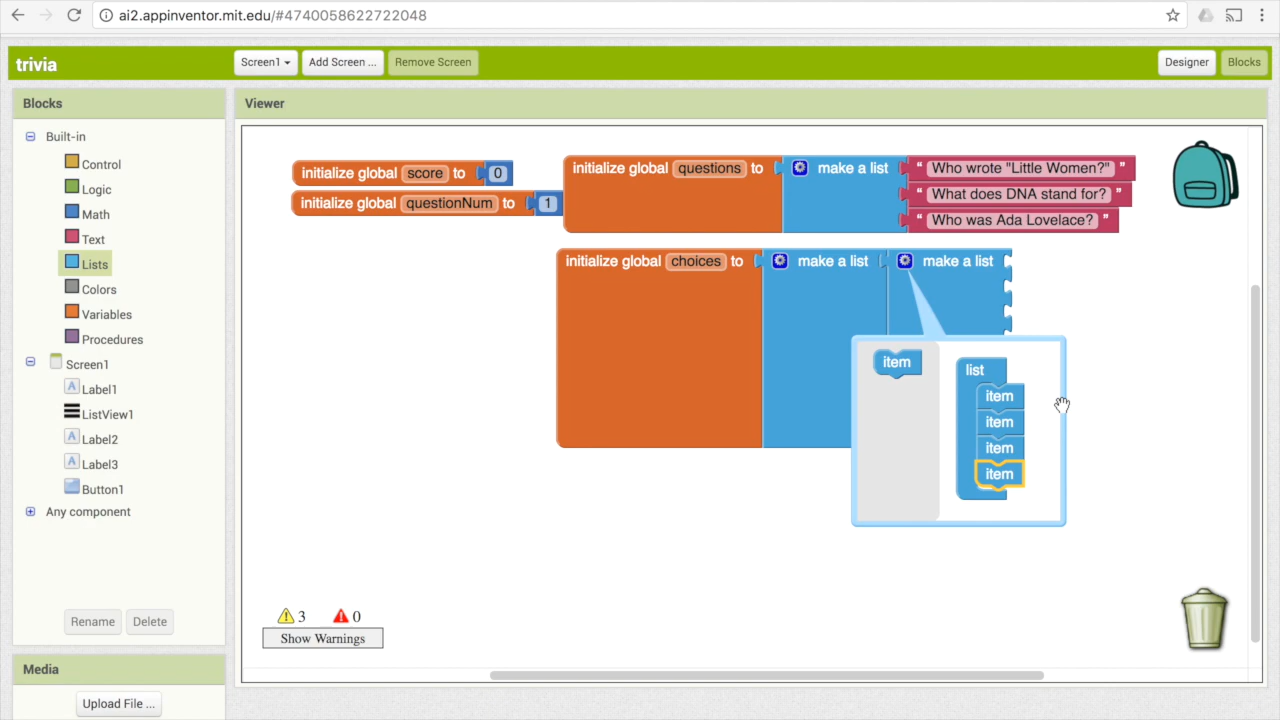 ai2.appinventor.mit.edu/#4740058622722048
trivia
Screen1
Add Screen ...
Remove Screen
Designer
Blocks
Blocks
Viewer
Built-in
Control
Logic
Math
Text
Lists
Colors
Variables
Procedures
Screen1
Label1
ListView1
Label2
Label3
Button1
Any component
Rename
Delete
Media
Upload File ...
initialize global score to 0
initialize global questionNum to 1
initialize global questions to make a list " Who wrote "Little Women?" "
" What does DNA stand for? "
" Who was Ada Lovelace? "
initialize global choices to make a list make a list
item
list
item
item
item
item
3 0
Show Warnings